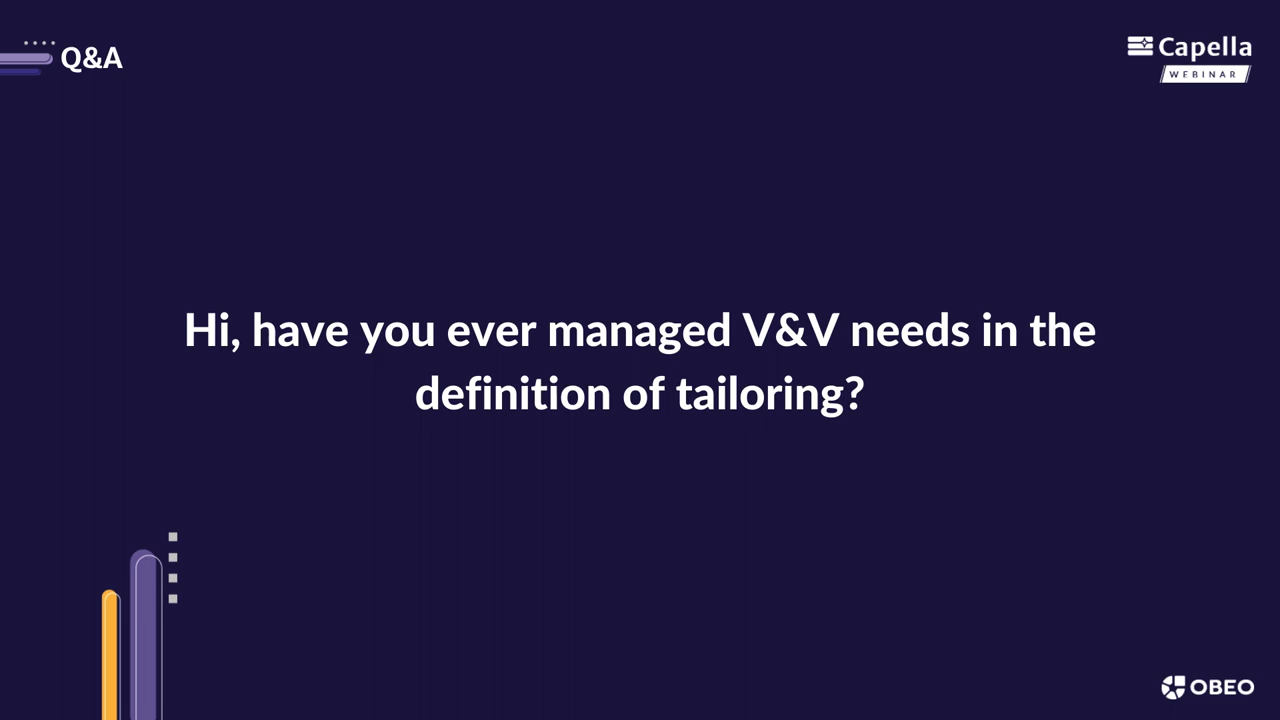 Q&A
Capella
WEBINAR
Hi, have you ever managed V&V needs in the
definition of tailoring?
OBEO